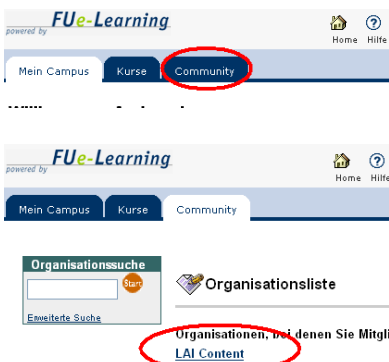 powered by FUe-Learning
Home Hilfe
Mein Campus Kurse Community
powered by FUe-Learning
Home Hilfe
Mein Campus Kurse Community
Organisationssuche
Start
Erweiterte Suche
Organisationsliste
Organisationen, bei denen Sie Mitgli
LAI Content